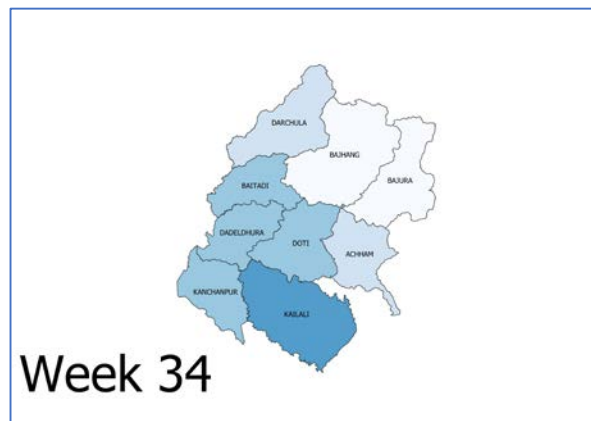 DARCHULA
BAJHANG
BAJURA
BAITADI
DADELDHURA
DOTI
ACHHAM
KANCHANPUR
KAILALI
Week 34